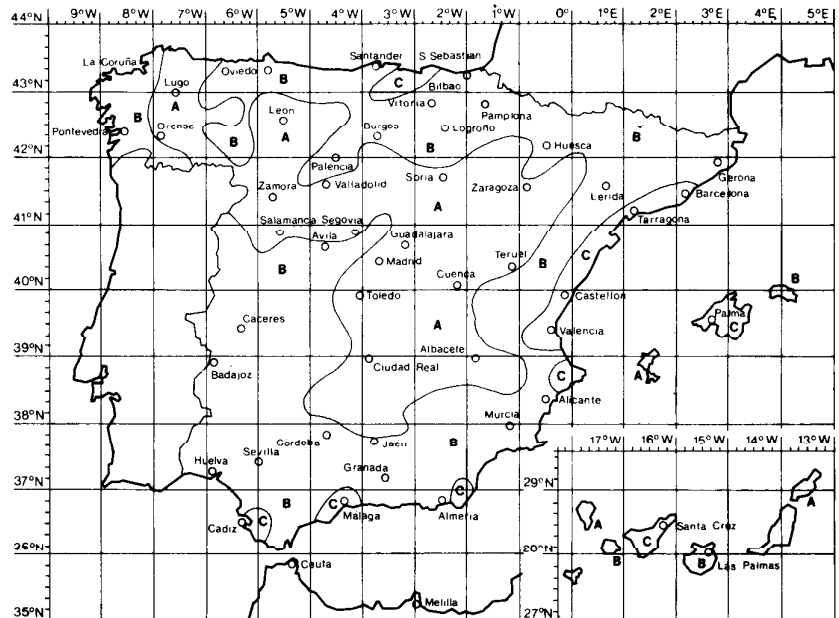 44°N
9°W
8°W
7°W
6°W
5°W
4°W
3°W
2°W
1°W
0°
1°E
2°E
3°E
4°E
La Coruña
Santander
S Sebastian
Oviedo
B
C
Bilbao
43°N
Lugo
A
Vitoria
Pamplona
Leon
B
B
A
Burgos
Logroño
Pontevedra
B
B
Huesca
B
42°N
Palencia
Gerona
Zamora
Valladolid
Soria
Zaragoza
Lerida
Barcelona
A
Tarragona
41°N
Salamanca Segovia
Avila
Guadalajara
Madrid
Teruel
B
C
B
B
40°N
Cuenca
Toledo
Castellon
Palma
C
Caceres
A
Valencia
39°N
Albacete
Ciudad Real
A
Badajoz
C
Alicante
38°N
Murcia
Cordoba
Jaen
B
17°W
16°W
15°W
14°W
13°W
Sevilla
Huelva
Granada
37°N
29°N
B
C
C
C
A
Cadiz
Malaga
Almeria
A
Santa Cruz
C
36°N
B
B
Las Palmas
Ceuta
35°N
Melilla
27°N